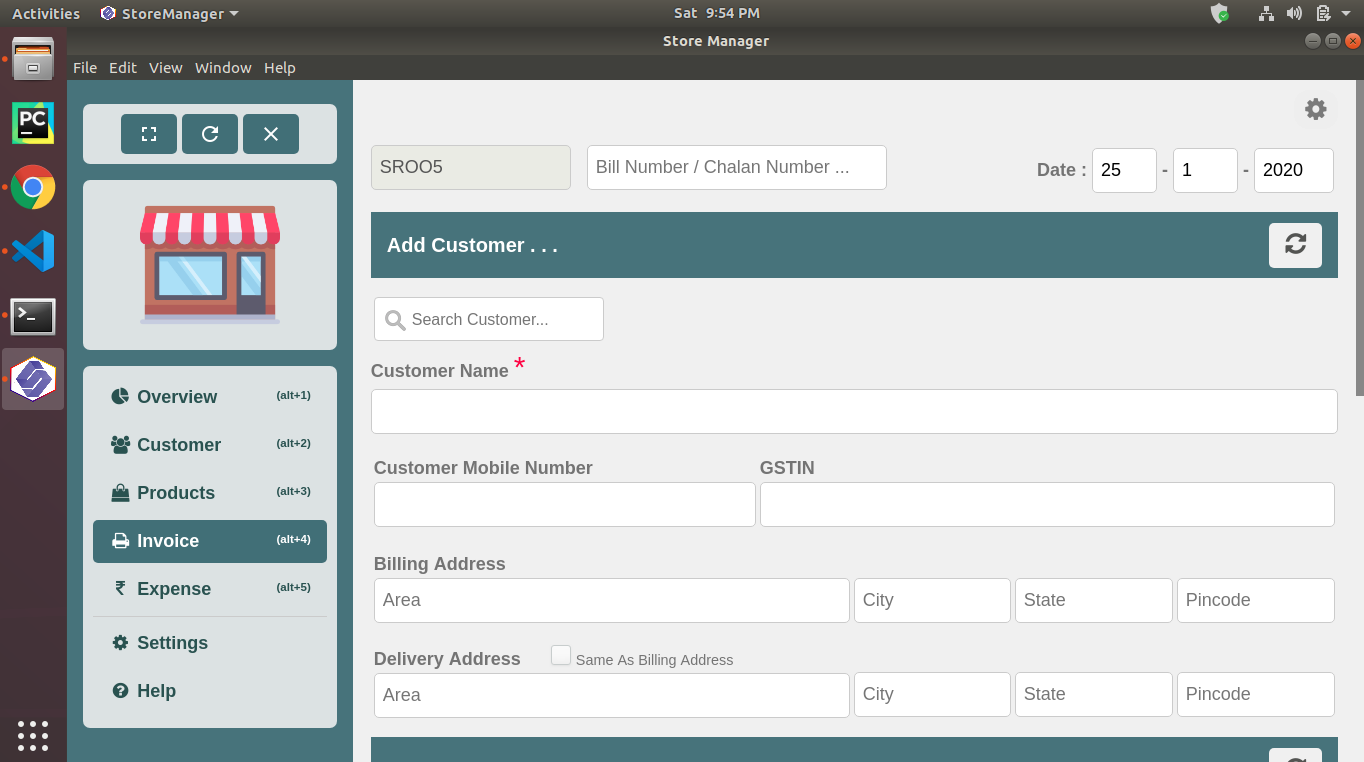 Activities StoreManager Sat 9:54 PM
Store Manager
File Edit View Window Help
PC
Overview (alt+1)
Customer (alt+2)
Products (alt+3)
Invoice (alt+4)
Expense (alt+5)
Settings
Help
SROO5 Bill Number / Chalan Number ... Date : 25 - 1 - 2020
Add Customer . . .
Search Customer...
Customer Name *
Customer Mobile Number GSTIN
Billing Address
Area City State Pincode
Delivery Address Same As Billing Address
Area City State Pincode